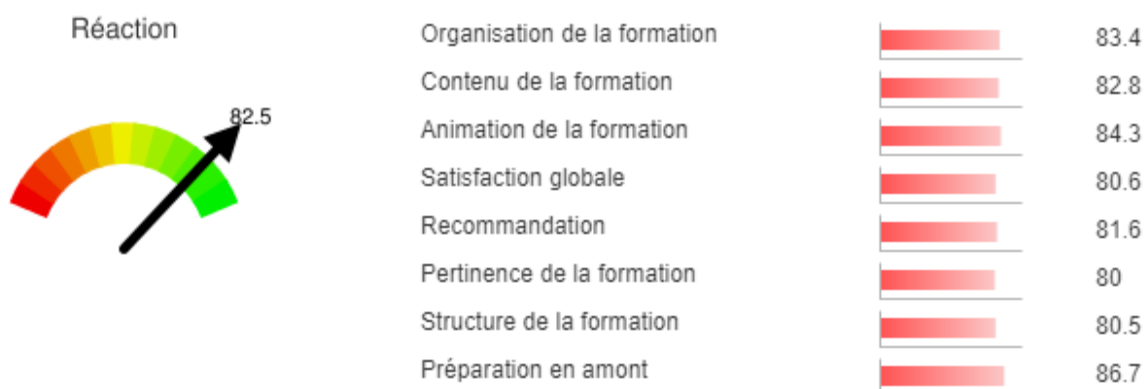 Réaction
82.5
Organisation de la formation 83.4
Contenu de la formation 82.8
Animation de la formation 84.3
Satisfaction globale 80.6
Recommandation 81.6
Pertinence de la formation 80
Structure de la formation 80.5
Préparation en amont 86.7